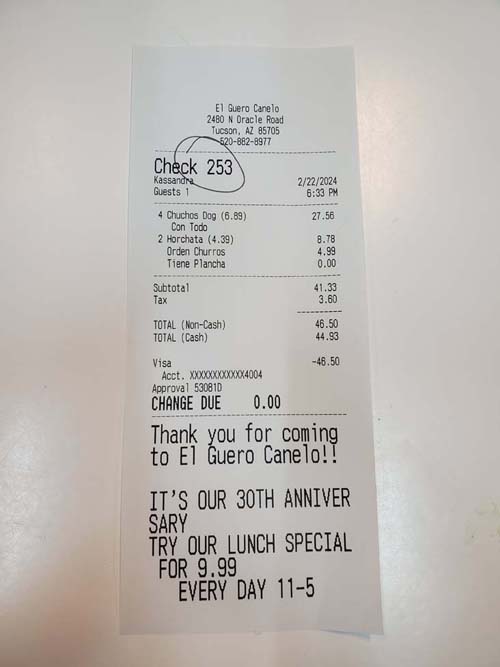 El Guero Canelo
2480 N Oracle Road
Tucson, AZ 85705
520-882-8977
Check 253
Kassandra 2/22/2024
Guests 1 6:33 PM
4 Chuchos Dog (6.89) 27.56
Con Todo
2 Horchata (4.39) 8.78
Orden Churros 4.99
Tiene Plancha 0.00
Subtotal 41.33
Tax 3.60
TOTAL (Non-Cash) 46.50
TOTAL (Cash) 44.93
Visa -46.50
Acct. XXXXXXXXXXXX4004
Approval 53081D
CHANGE DUE 0.00
Thank you for coming
to El Guero Canelo!!
IT'S OUR 30TH ANNIVER
SARY
TRY OUR LUNCH SPECIAL
FOR 9.99
EVERY DAY 11-5